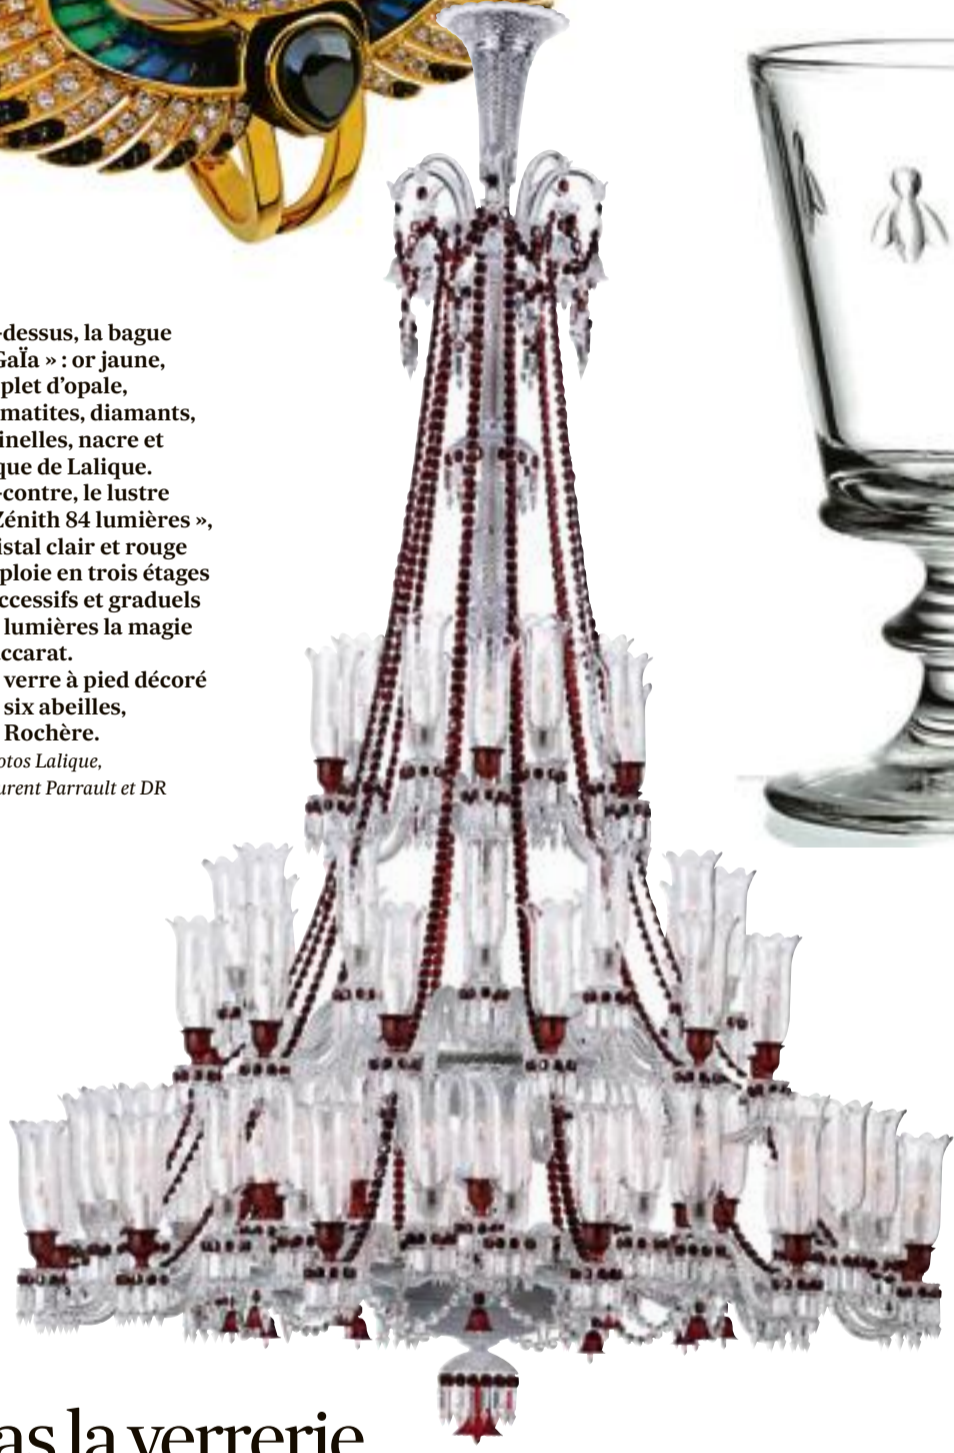 -dessus, la bague
GaÏa » : or jaune,
plet d’opale,
matites, diamants,
inelles, nacre et
que de Lalique.
-contre, le lustre
Zénith 84 lumières »,
istal clair et rouge
ploie en trois étages
ccessifs et graduels
lumières la magie
accarat.
verre à pied décoré
six abeilles,
Rochère.
otos Lalique,
urent Parrault et DR
as la verrerie